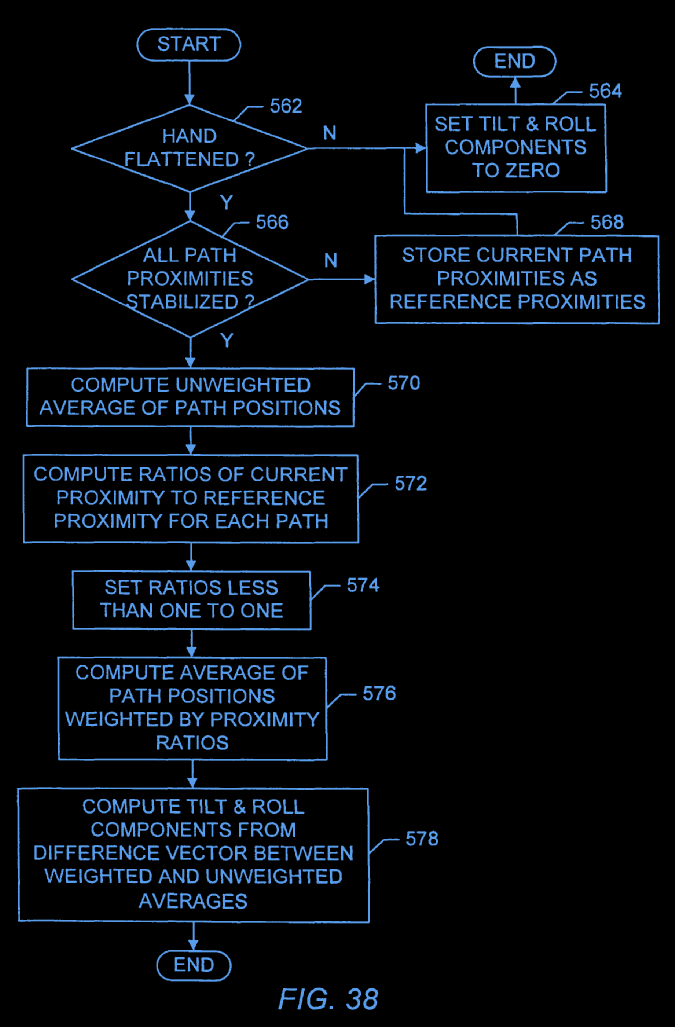 START
END
562
564
HAND
FLATTENED ?
N
SET TILT & ROLL
COMPONENTS
TO ZERO
Y
566
568
ALL PATH
PROXIMITIES
STABILIZED ?
N
STORE CURRENT PATH
PROXIMITIES AS
REFERENCE PROXIMITIES
Y
570
COMPUTE UNWEIGHTED
AVERAGE OF PATH POSITIONS
572
COMPUTE RATIOS OF CURRENT
PROXIMITY TO REFERENCE
PROXIMITY FOR EACH PATH
574
SET RATIOS LESS
THAN ONE TO ONE
576
COMPUTE AVERAGE OF
PATH POSITIONS
WEIGHTED BY PROXIMITY
RATIOS
578
COMPUTE TILT & ROLL
COMPONENTS FROM
DIFFERENCE VECTOR BETWEEN
WEIGHTED AND UNWEIGHTED
AVERAGES
END
FIG. 38